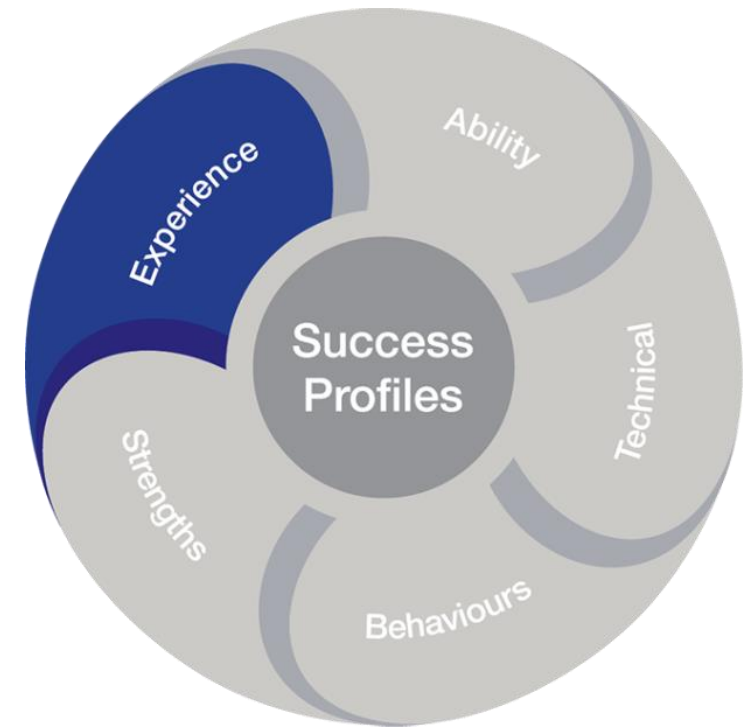 Success
Profiles
Experience
Ability
Technical
Behaviours
Strengths